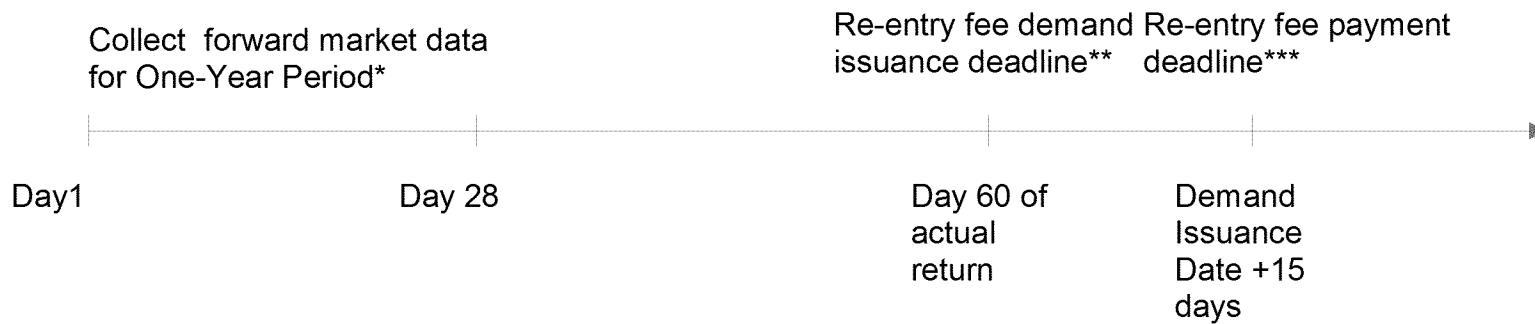 Collect forward market data
for One-Year Period*
Re-entry fee demand
issuance deadline**
Re-entry fee payment
deadline***
Day1
Day 28
Day 60 of
actual
return
Demand
Issuance
Date +15
days